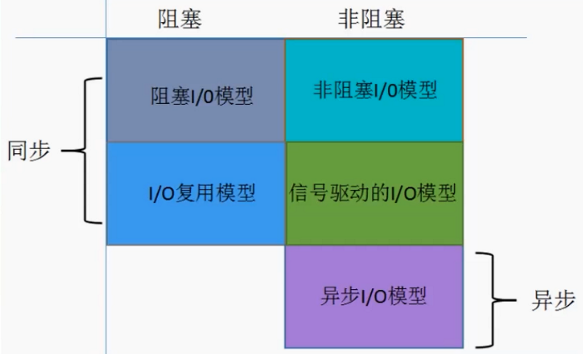 阻塞
非阻塞
阻塞I/0模型
非阻塞I/0模型
同步
I/O复用模型
信号驱动的I/O模型
异步I/O模型
异步